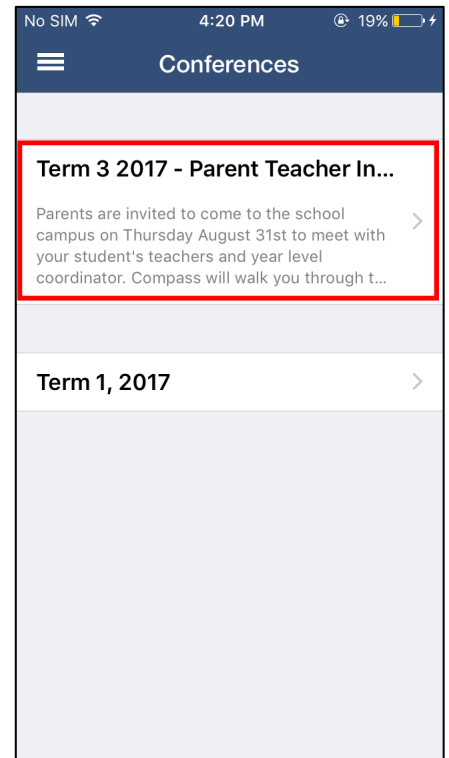 No SIM 4:20 PM 19%
Conferences
Term 3 2017 - Parent Teacher In...
Parents are invited to come to the school
campus on Thursday August 31st to meet with
your student's teachers and year level
coordinator. Compass will walk you through t...
Term 1, 2017